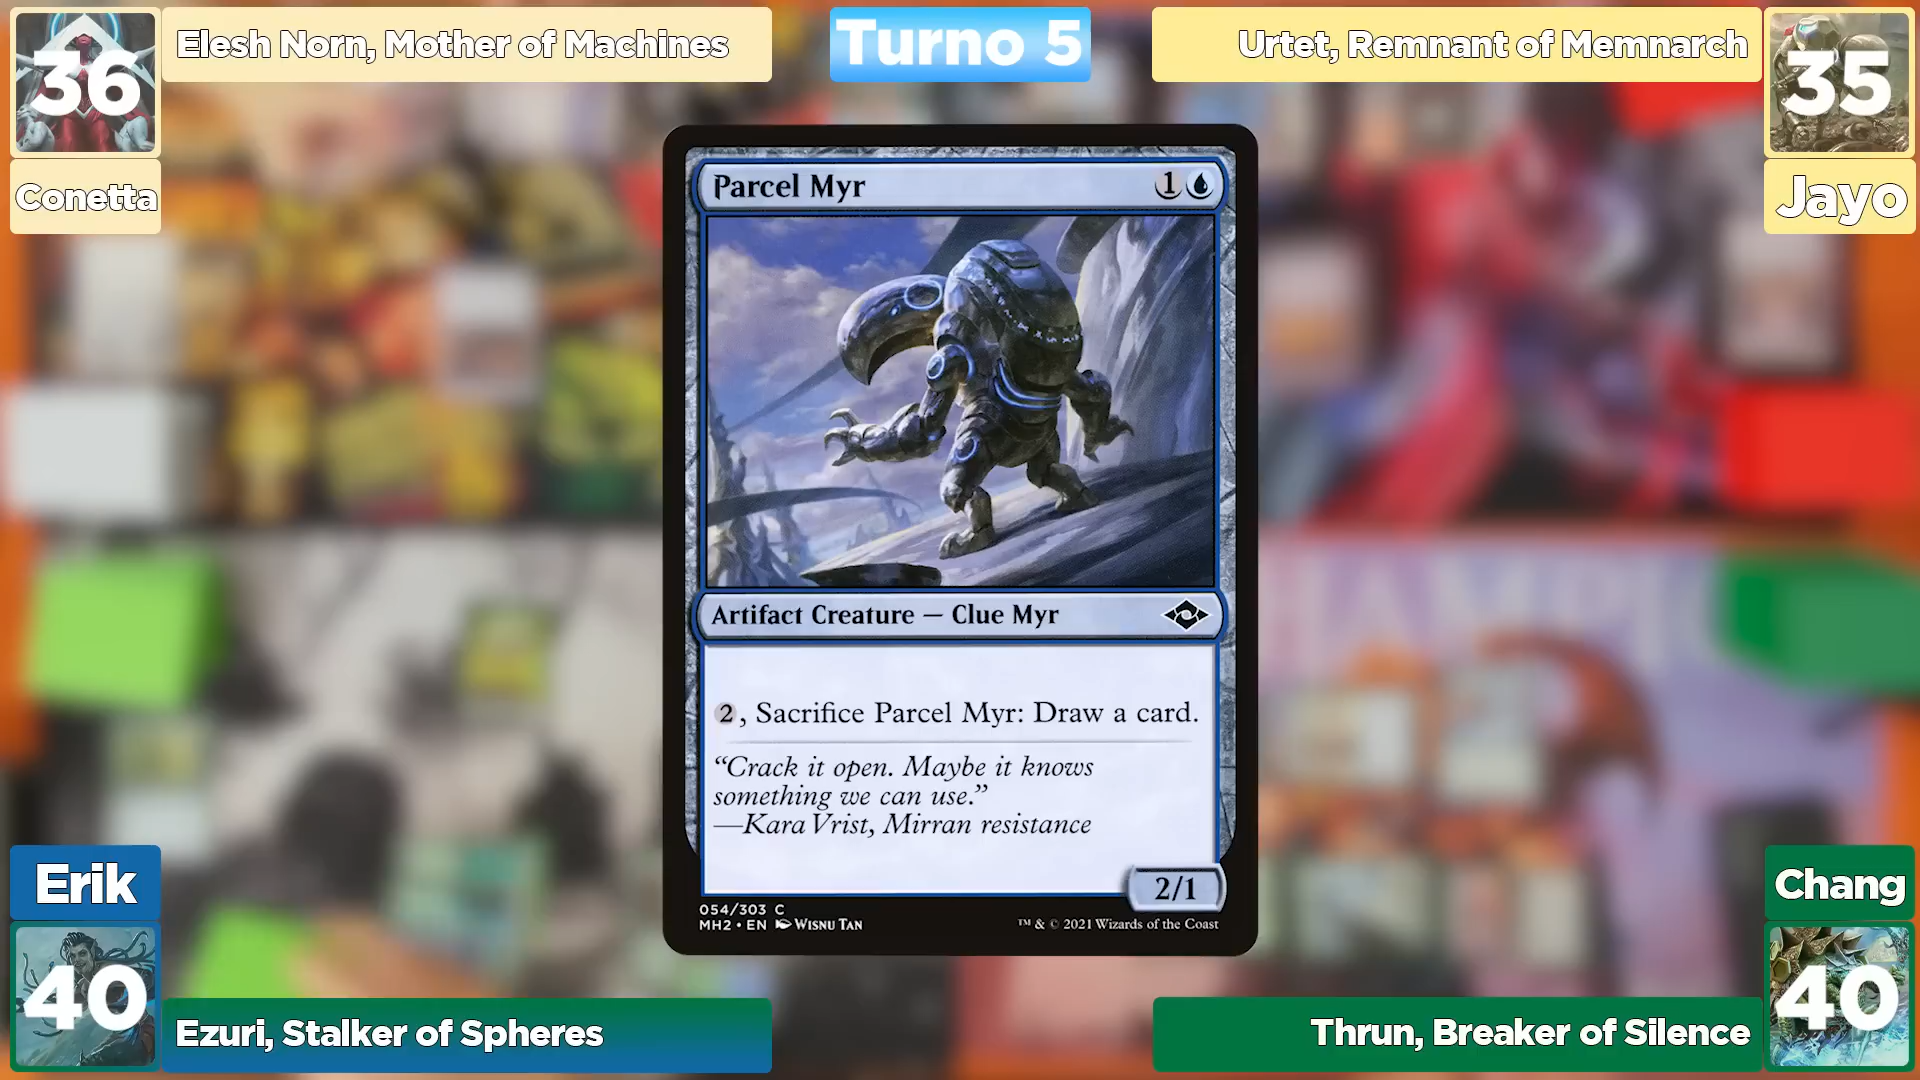 36
Elesh Norn, Mother of Machines
Conetta
Turno 5
Urtet, Remnant of Memnarch
35
Jayo
Parcel Myr
1
Artifact Creature — Clue Myr
2, Sacrifice Parcel Myr: Draw a card.
“Crack it open. Maybe it knows
something we can use.”
—Kara Vrist, Mirran resistance
2/1
054/303 C
MH2 • EN WISNU TAN
™ & © 2021 Wizards of the Coast
Erik
40
Ezuri, Stalker of Spheres
Chang
40
Thrun, Breaker of Silence